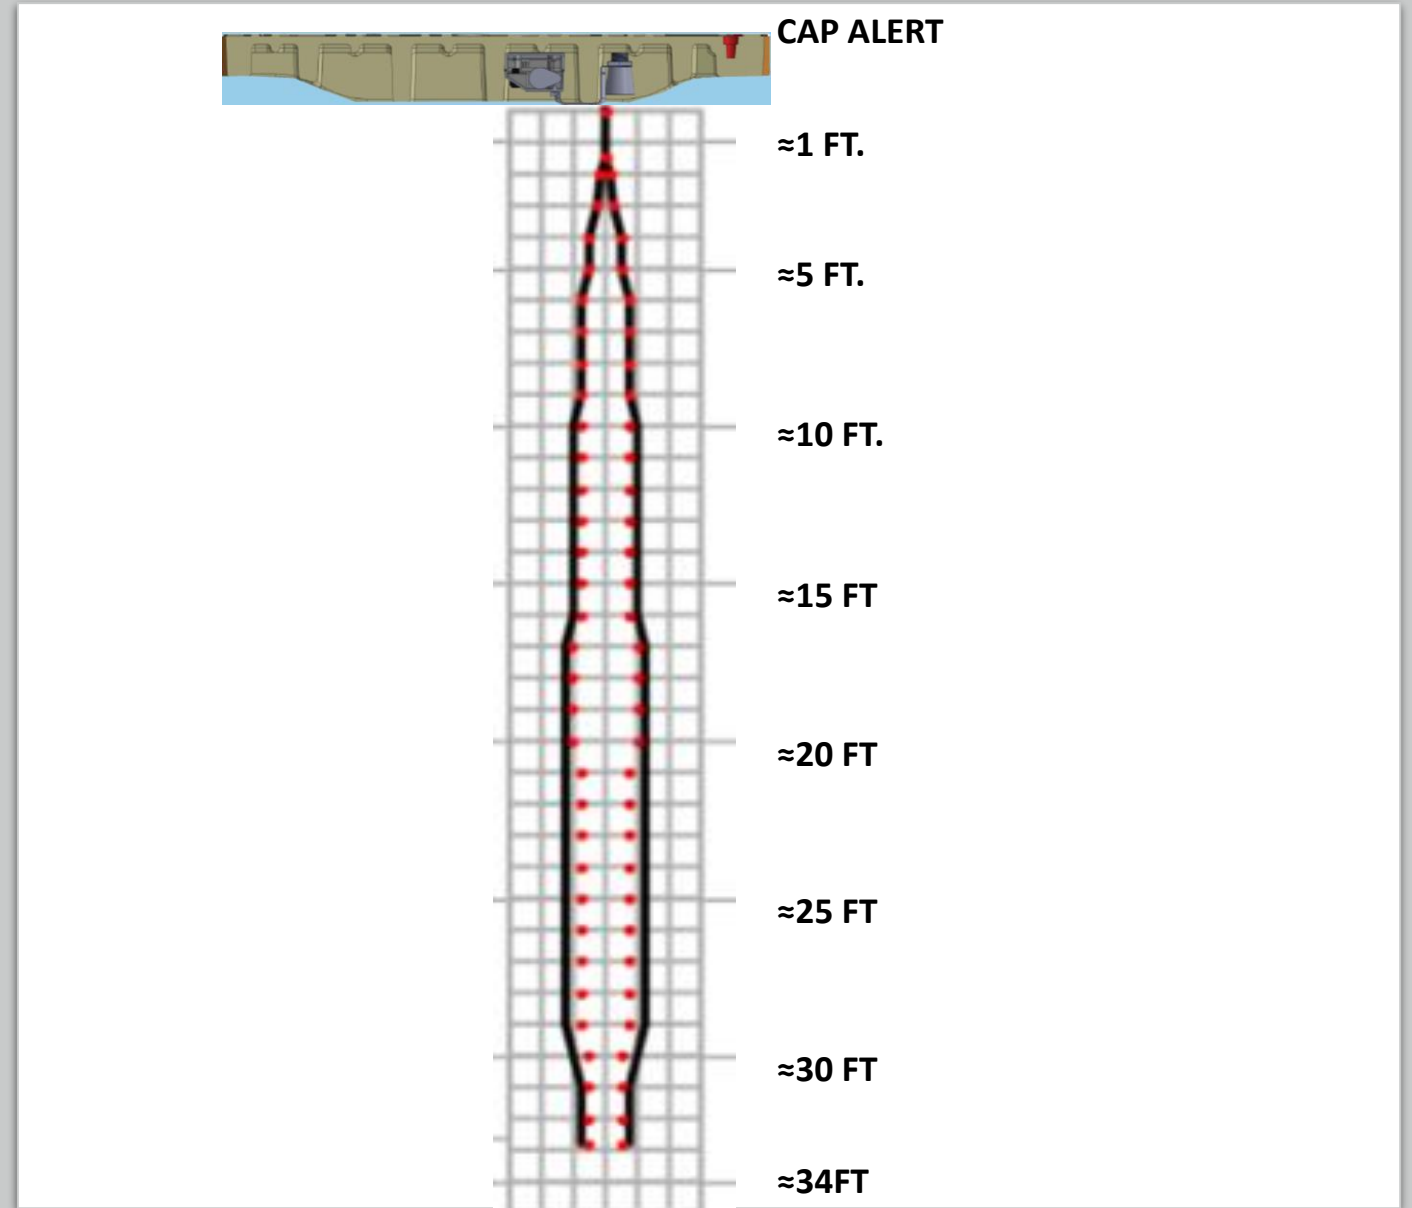 CAP ALERT
≈1 FT.
≈5 FT.
≈10 FT.
≈15 FT
≈20 FT
≈25 FT
≈30 FT
≈34FT